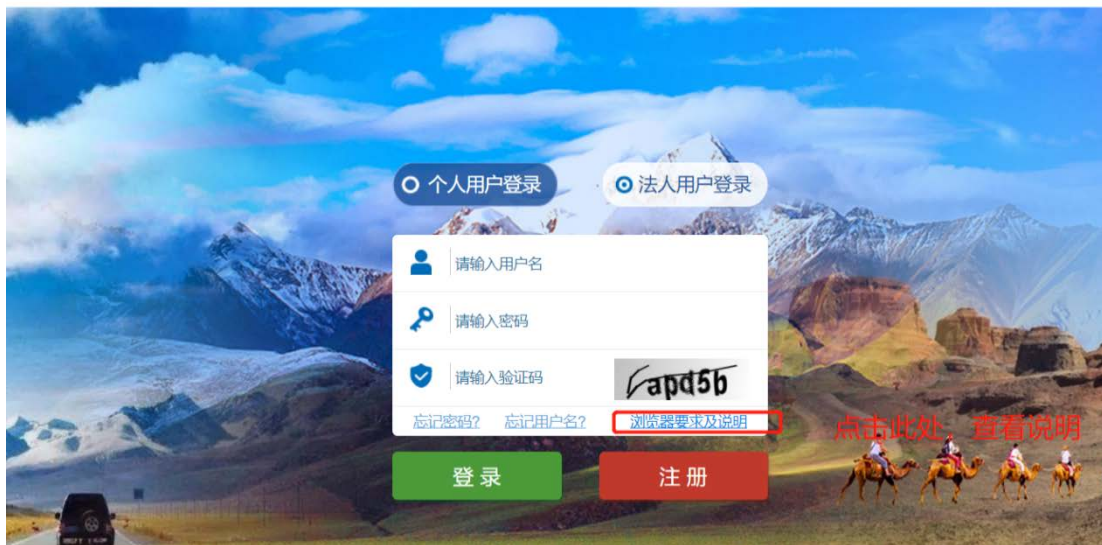 个人用户登录 法人用户登录
请输入用户名
请输入密码
请输入验证码 apd5b
忘记密码? 忘记用户名? 浏览器要求及说明
点击此处，查看说明
登录 注册